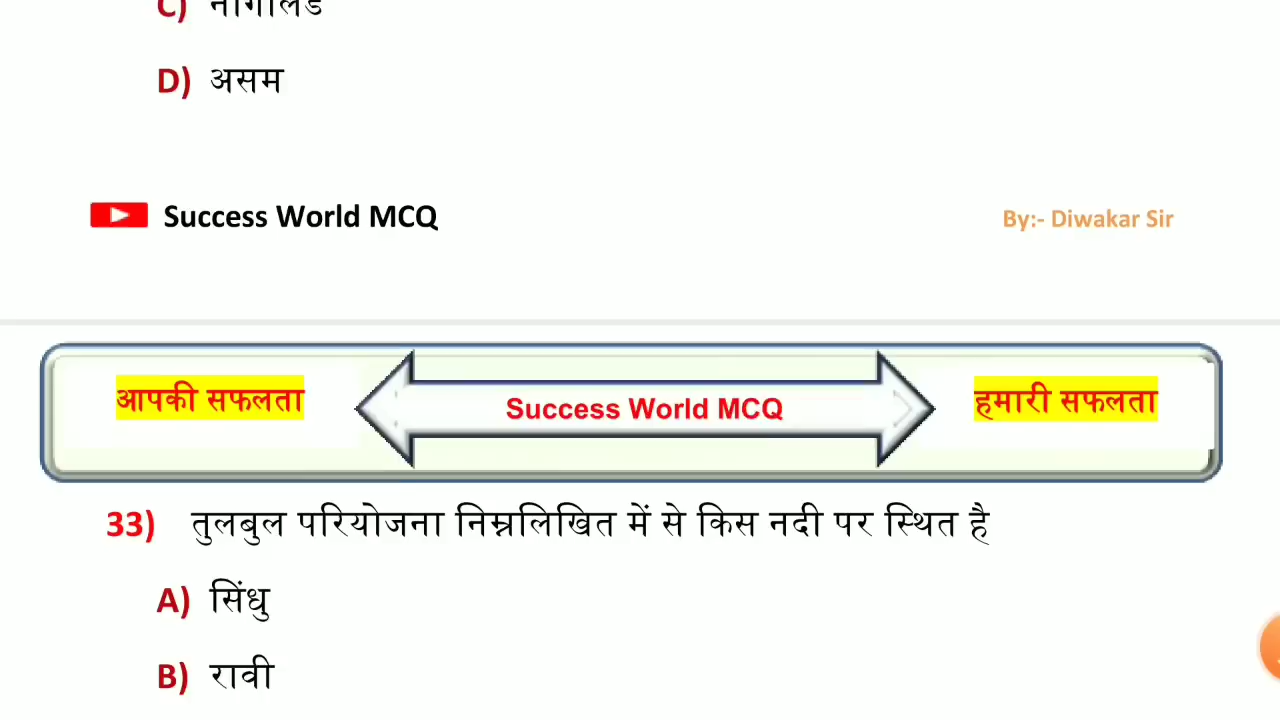 C) नागालैंड
D) असम
Success World MCQ
By:- Diwakar Sir
आपकी सफलता
Success World MCQ
हमारी सफलता
33) तुलबुल परियोजना निम्नलिखित में से किस नदी पर स्थित है
A) सिंधु
B) रावी